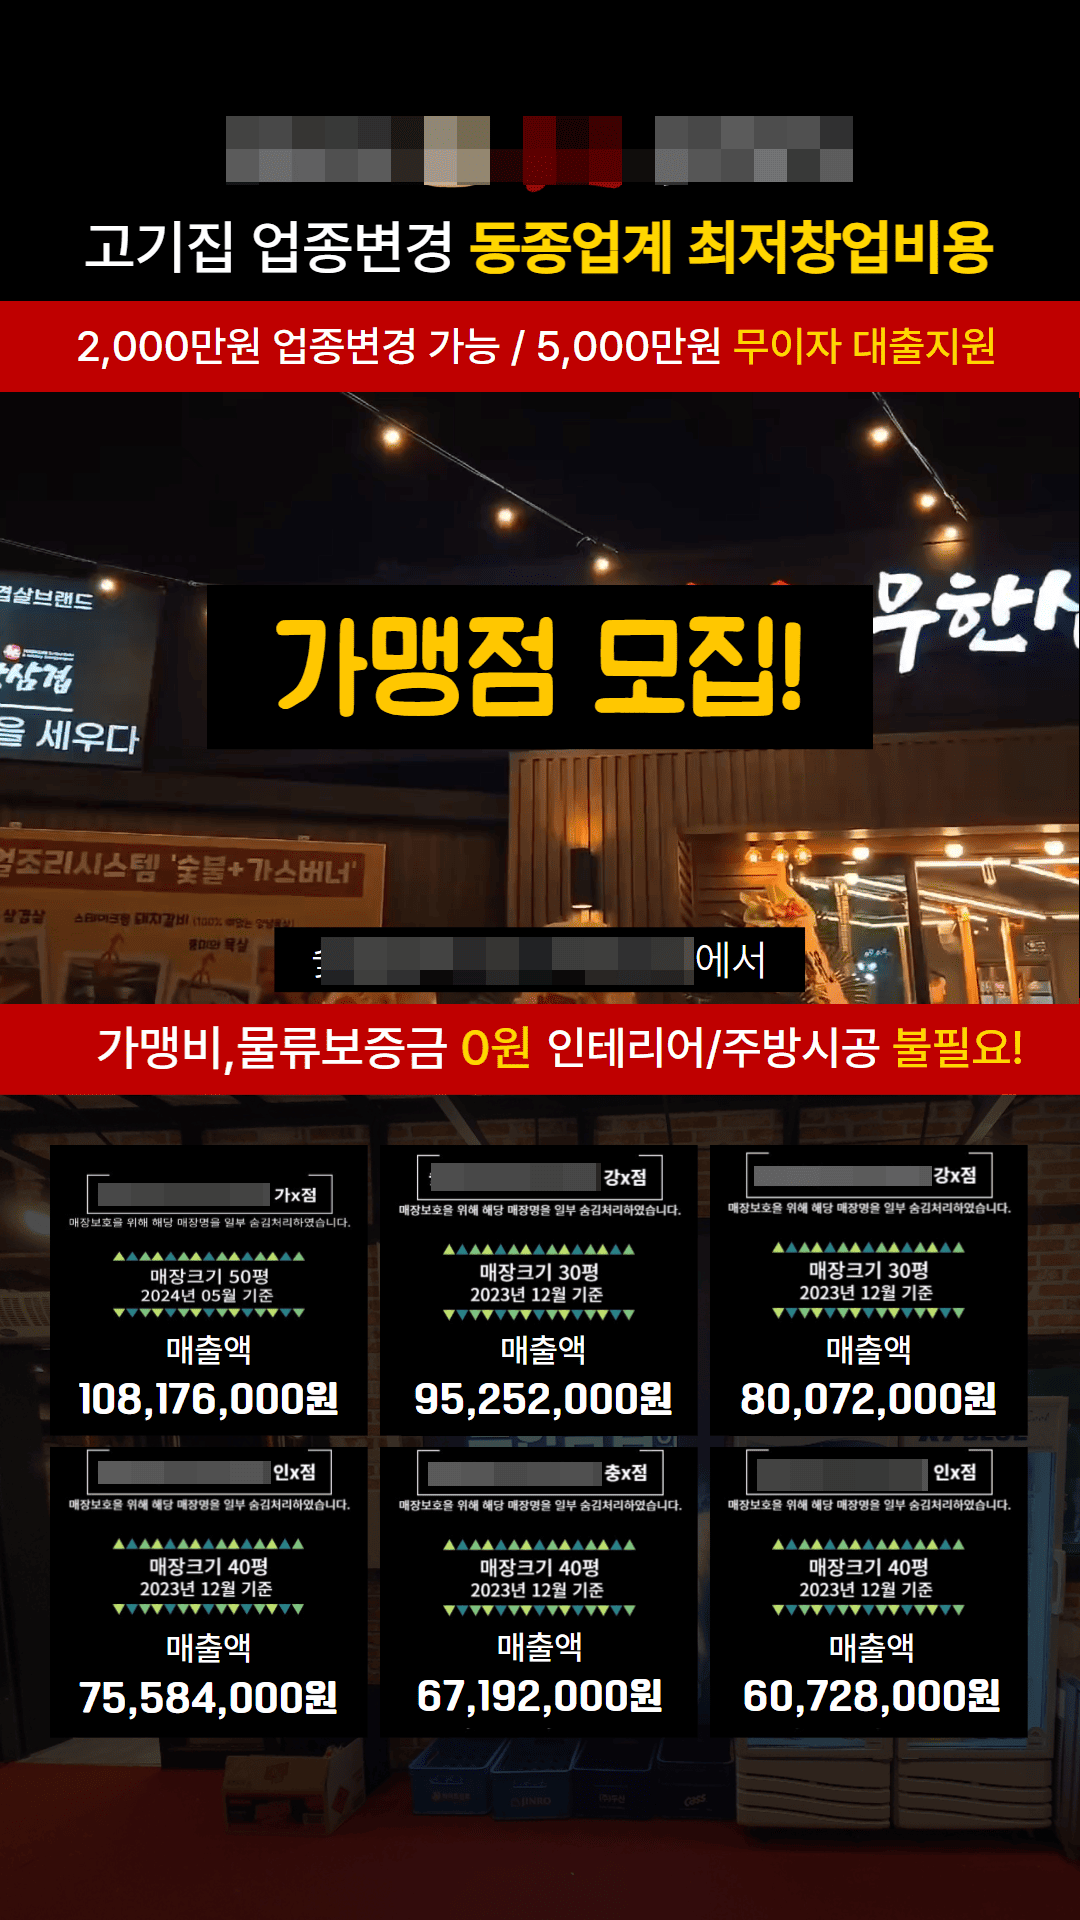 고기집 업종변경 동종업계 최저창업비용
2,000만원 업종변경 가능 / 5,000만원 무이자 대출지원
겹살브랜드
삼겹
을 세우다
무한
가맹점 모집!
조리시스템 '숯불+가스버너'
삼겹살
돼지갈비
목살
에서
가맹비,물류보증금 0원 인테리어/주방시공 불필요!
가x점
매장보호을 위해 해당 매장명을 일부 숨김처리하였습니다.
매장크기 50평
2024년 05월 기준
매출액
108,176,000원
강x점
매장보호을 위해 해당 매장명을 일부 숨김처리하였습니다.
매장크기 30평
2023년 12월 기준
매출액
95,252,000원
강x점
매장보호을 위해 해당 매장명을 일부 숨김처리하였습니다.
매장크기 30평
2023년 12월 기준
매출액
80,072,000원
인x점
매장보호을 위해 해당 매장명을 일부 숨김처리하였습니다.
매장크기 40평
2023년 12월 기준
매출액
75,584,000원
충x점
매장보호을 위해 해당 매장명을 일부 숨김처리하였습니다.
매장크기 40평
2023년 12월 기준
매출액
67,192,000원
인x점
매장보호을 위해 해당 매장명을 일부 숨김처리하였습니다.
매장크기 40평
2023년 12월 기준
매출액
60,728,000원
JINRO
cass